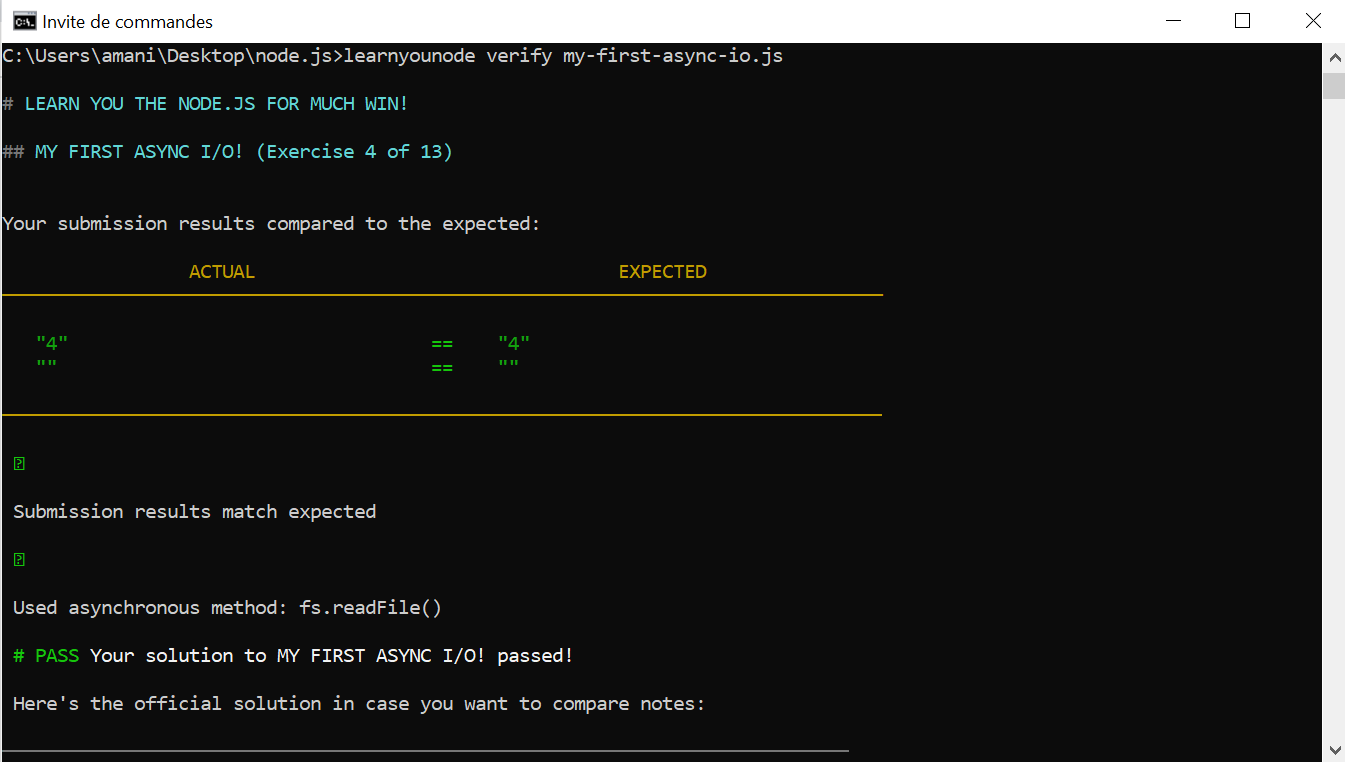 Invite de commandes
C:\Users\amani\Desktop\node.js>learnyounode verify my-first-async-io.js
# LEARN YOU THE NODE.JS FOR MUCH WIN!
## MY FIRST ASYNC I/O! (Exercise 4 of 13)
Your submission results compared to the expected:
ACTUAL EXPECTED
"4" == "4"
"" == ""
Submission results match expected
Used asynchronous method: fs.readFile()
# PASS Your solution to MY FIRST ASYNC I/O! passed!
Here's the official solution in case you want to compare notes: